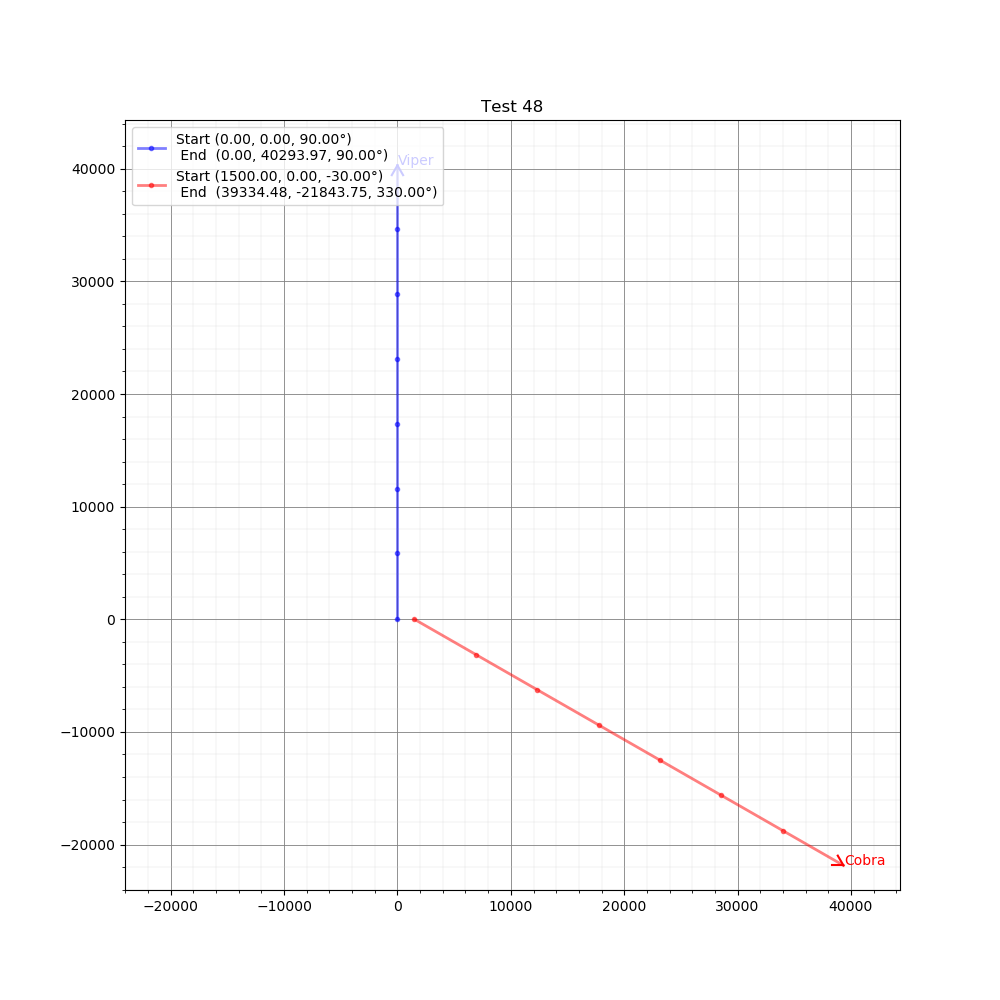 Test 48
Start (0.00, 0.00, 90.00°)
End (0.00, 40293.97, 90.00°)
Start (1500.00, 0.00, -30.00°)
End (39334.48, -21843.75, 330.00°)
Viper
40000
30000
20000
10000
0
−10000
−20000
Cobra
−20000 −10000 0 10000 20000 30000 40000